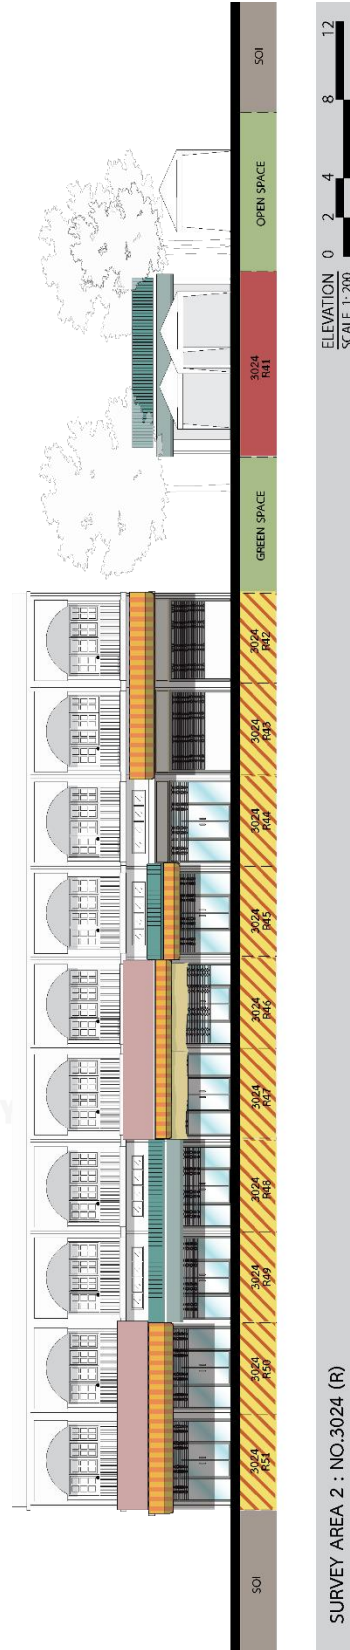 SOI
3024
R51
3024
R50
3024
R49
3024
R48
3024
R47
3024
R46
3024
R45
3024
R44
3024
R43
3024
R42
GREEN SPACE
3024
R41
OPEN SPACE
SOI
SURVEY AREA 2 : NO.3024 (R)
ELEVATION
SCALE 1:200
0 2 4 8 12